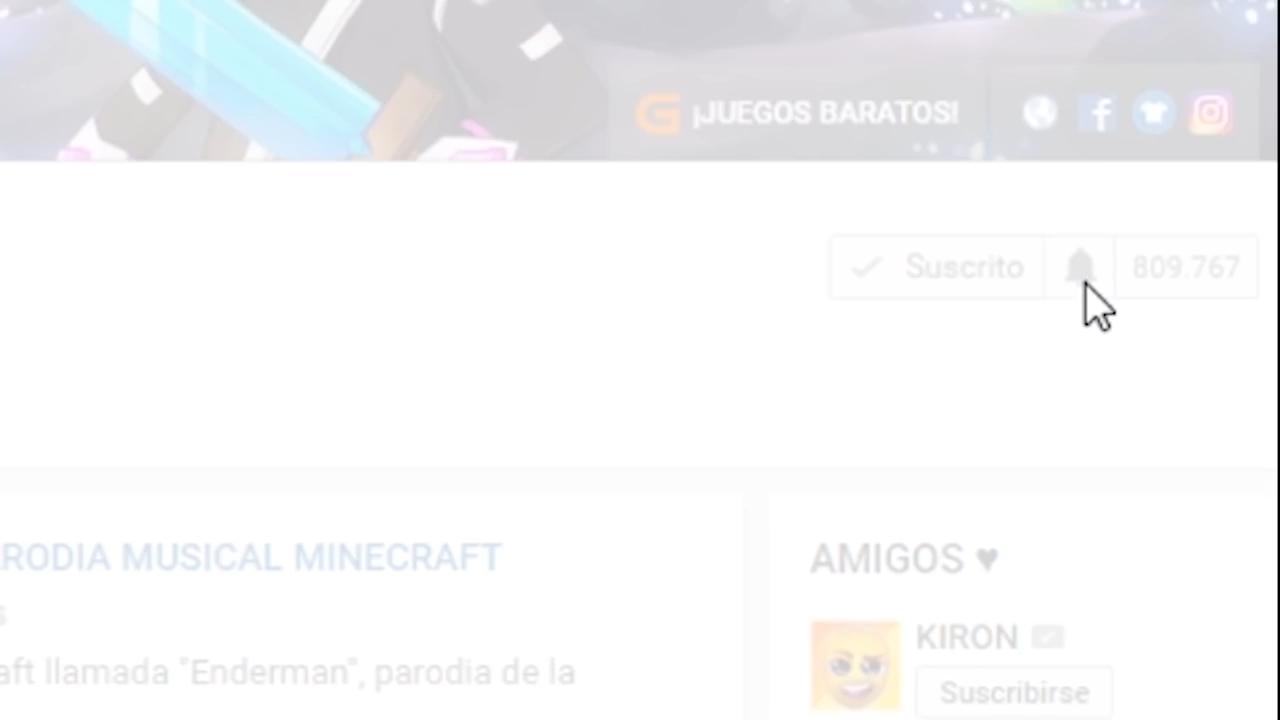 ¡JUEGOS BARATOS!
Suscrito
809.767
RODIA MUSICAL MINECRAFT
s
aft llamada "Enderman", parodia de la
AMIGOS ♥
KIRON
Suscribirse